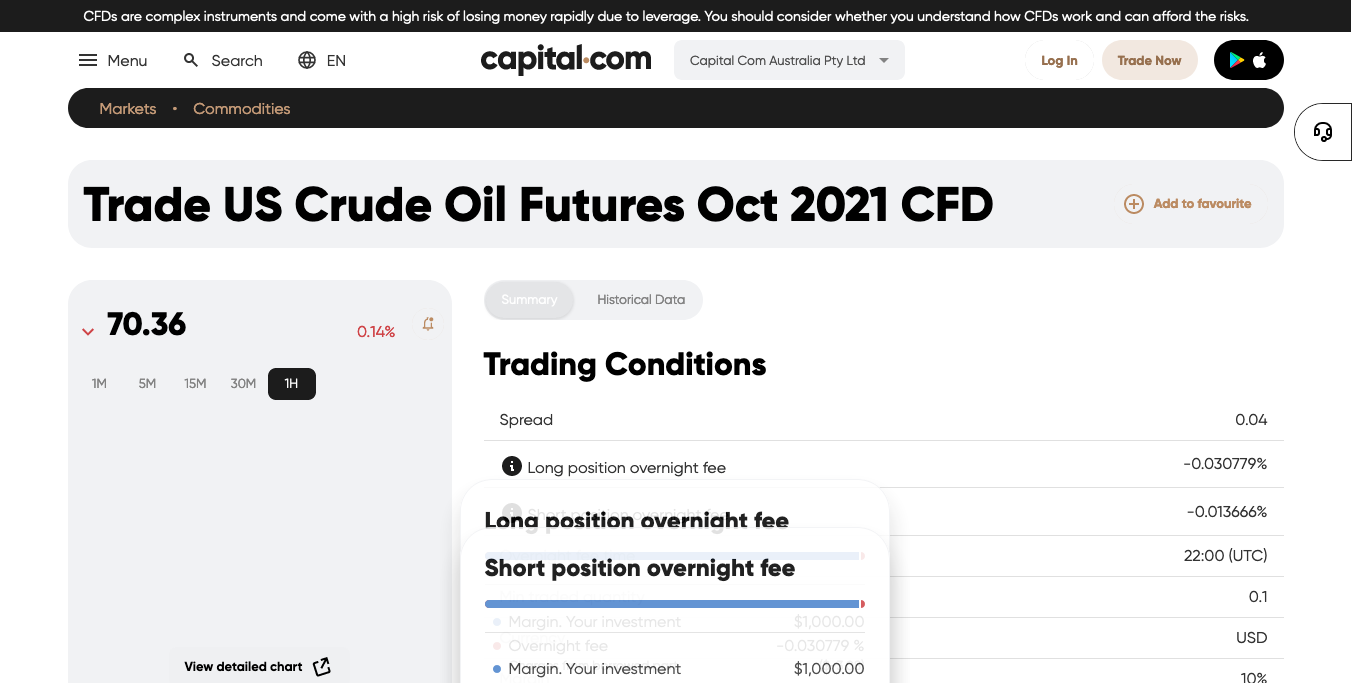 CFDs are complex instruments and come with a high risk of losing money rapidly due to leverage. You should consider whether you understand how CFDs work and can afford the risks.
Menu Search EN capital.com Capital Com Australia Pty Ltd Log In Trade Now
Markets • Commodities
Trade US Crude Oil Futures Oct 2021 CFD Add to favourite
70.36 0.14%
1M 5M 15M 30M 1H
View detailed chart
Summary Historical Data
Trading Conditions
Spread 0.04
Long position overnight fee -0.030779%
Short position overnight fee -0.013666%
22:00 (UTC)
0.1
USD
10%
Long position overnight fee
Short position overnight fee
Margin. Your investment $1,000.00
Overnight fee -0.030779 %
Margin. Your investment $1,000.00